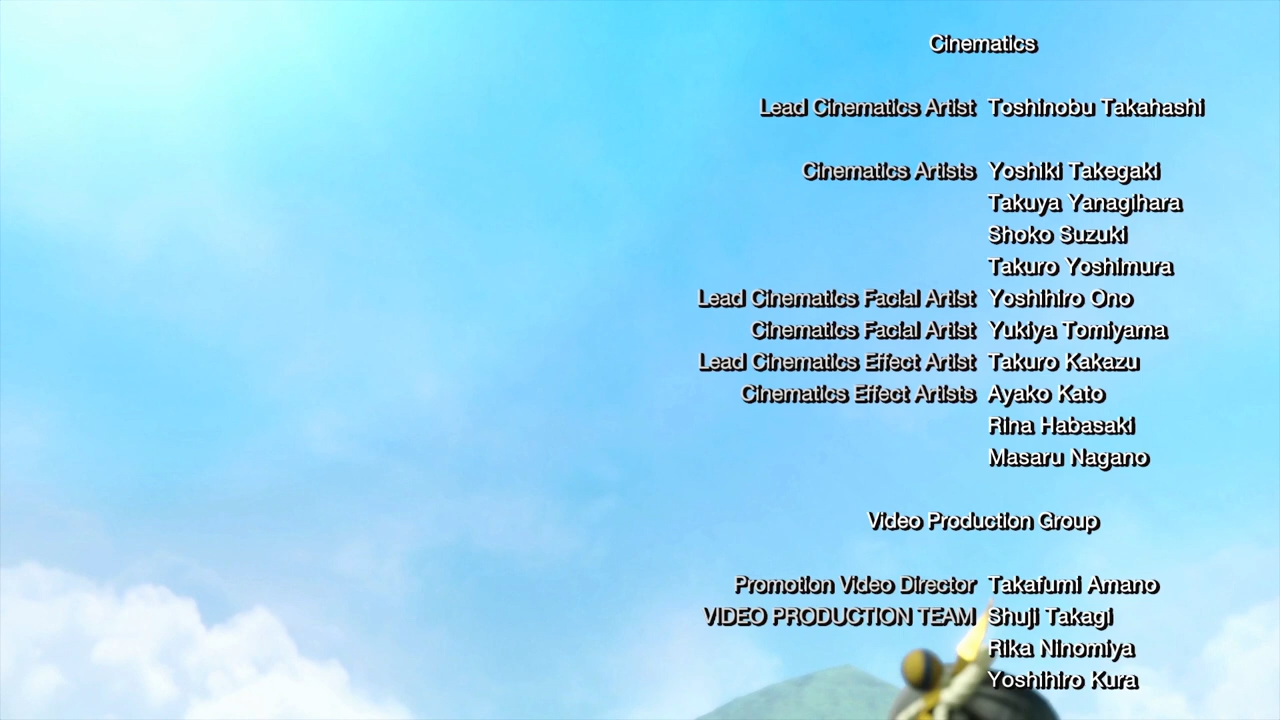 Cinematics
Lead Cinematics Artist Toshinobu Takahashi
Cinematics Artists Yoshiki Takegaki
Takuya Yanagihara
Shoko Suzuki
Takuro Yoshimura
Lead Cinematics Facial Artist Yoshihiro Ono
Cinematics Facial Artist Yukiya Tomiyama
Lead Cinematics Effect Artist Takuro Kakazu
Cinematics Effect Artists Ayako Kato
Rina Habasaki
Masaru Nagano
Video Production Group
Promotion Video Director Takafumi Amano
VIDEO PRODUCTION TEAM Shuji Takagi
Rika Ninomiya
Yoshihiro Kura